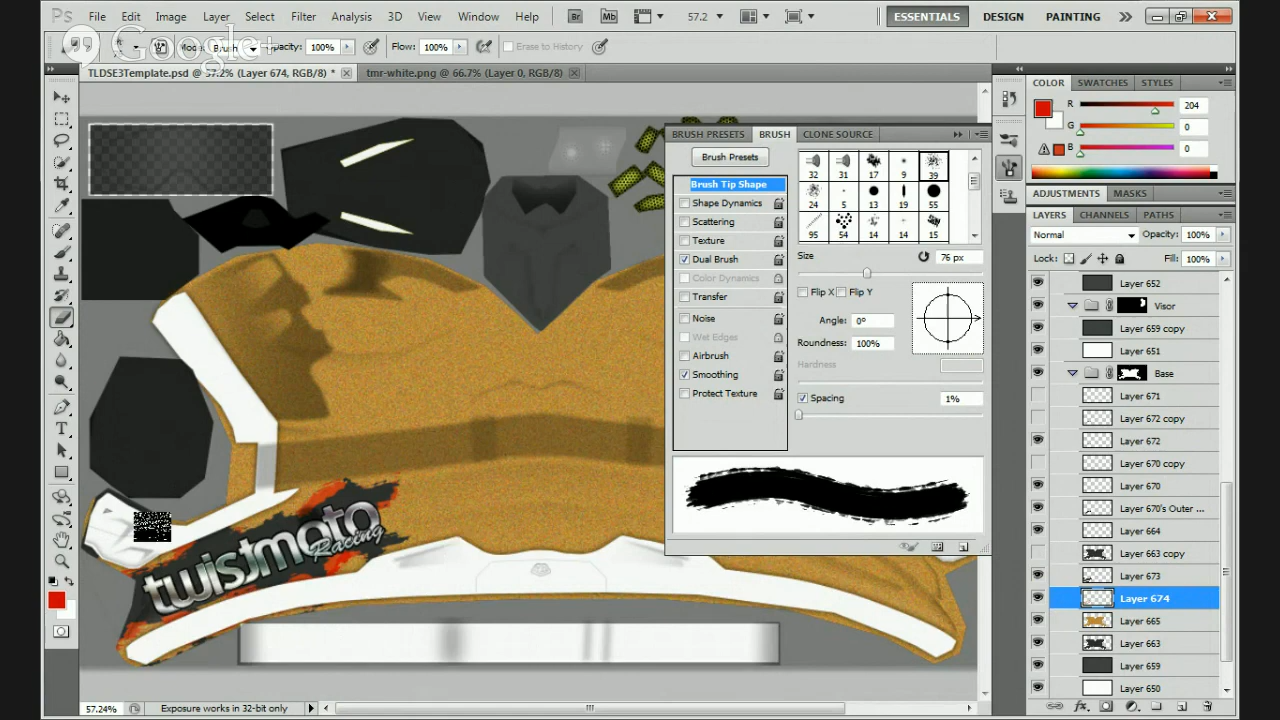 Ps File Edit Image Layer Select Filter Analysis 3D View Window Help Br Mb 57.2 ESSENTIALS DESIGN PAINTING
Google+
Mode: Brush Opacity: 100% Flow: 100% Erase to History
TLDSE3Template.psd @ 57.2% (Layer 674, RGB/8) * tmr-white.png @ 66.7% (Layer 0, RGB/8)
BRUSH PRESETS BRUSH CLONE SOURCE
Brush Presets
Brush Tip Shape
Shape Dynamics
Scattering
Texture
Dual Brush
Color Dynamics
Transfer
Noise
Wet Edges
Airbrush
Smoothing
Protect Texture
32 31 17 9 39
24 5 13 19 55
95 54 14 14 15
Size 76 px
Flip X Flip Y
Angle: 0º
Roundness: 100%
Hardness
Spacing 1%
COLOR SWATCHES STYLES
R 204
G 0
B 0
ADJUSTMENTS MASKS
LAYERS CHANNELS PATHS
Normal Opacity: 100%
Lock: Fill: 100%
Layer 652
Visor
Layer 659 copy
Layer 651
Base
Layer 671
Layer 672 copy
Layer 672
Layer 670 copy
Layer 670
Layer 670's Outer ...
Layer 664
Layer 663 copy
Layer 673
Layer 674
Layer 665
Layer 663
Layer 659
Layer 650
twistmoto
Racing
57.24% Exposure works in 32-bit only